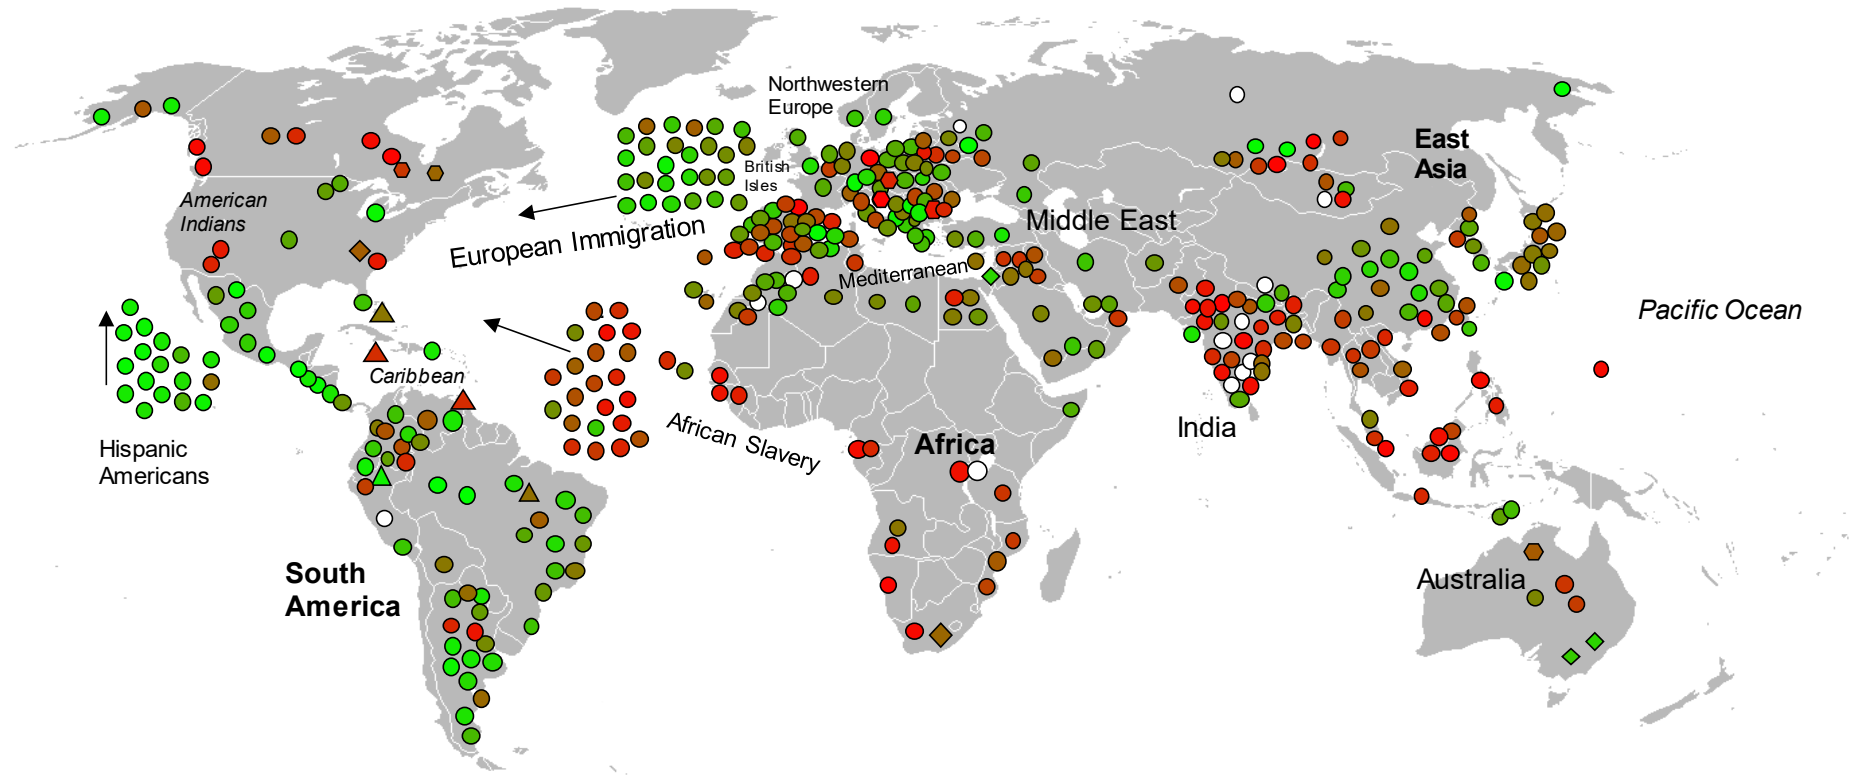 Northwestern
Europe
British
Isles
East
Asia
American
Indians
European Immigration
Middle East
Mediterranean
Pacific Ocean
Caribbean
Hispanic
Americans
African Slavery
Africa
India
South
America
Australia